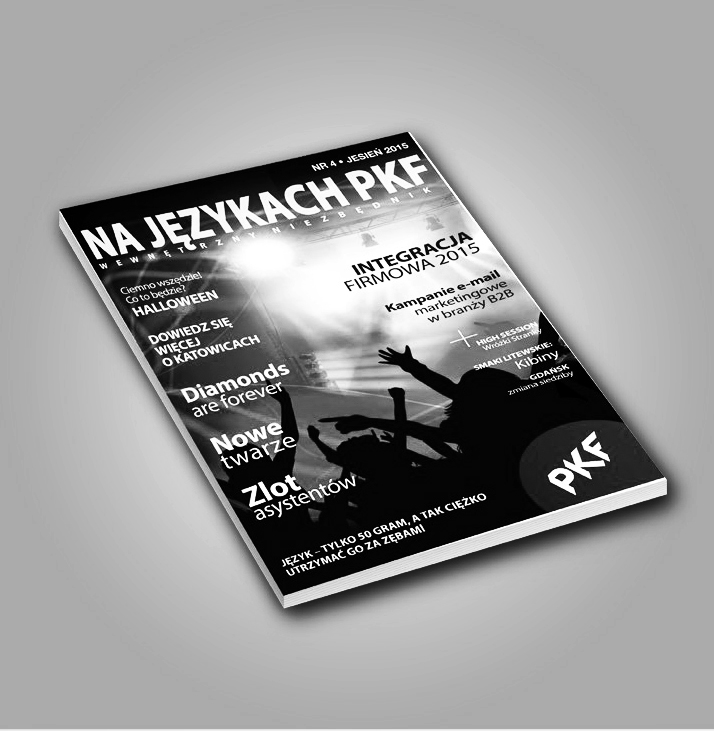 NR 4 • JESIEŃ 2015
NA JĘZYKACH PKF
WEWNĘTRZNY NIEZBĘDNIK
Ciemno wszędzie!
Co to będzie?
HALLOWEEN
DOWIEDZ SIĘ
WIĘCEJ
O KATOWICACH
Diamonds
are forever
Nowe
twarze
Zlot
asystentów
INTEGRACJA
FIRMOWA 2015
Kampanie e-mail
marketingowe
w branży B2B
+
HIGH SESSION
Wróżki Stranki
SMAKI LITEWSKIE:
Kibiny
GDAŃSK
zmiana siedziby
PKF
JĘZYK – TYLKO 50 GRAM, A TAK CIĘŻKO
UTRZYMAĆ GO ZA ZĘBAMI